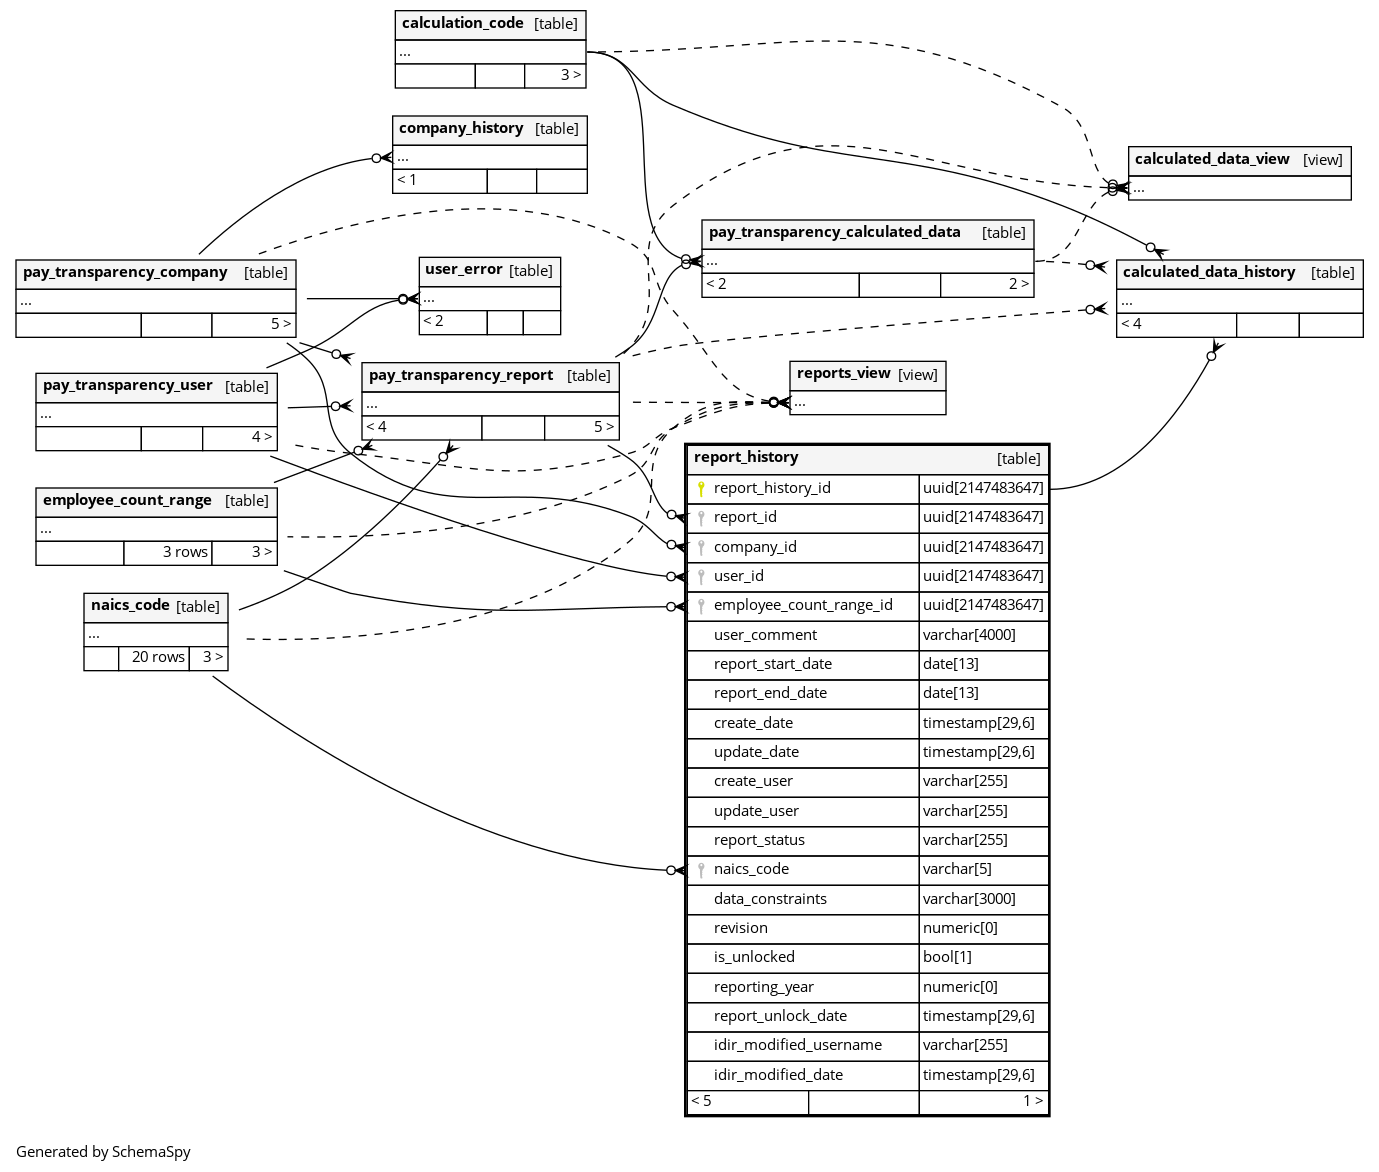 calculation_code [table]
...
3 >
company_history [table]
...
< 1
calculated_data_view [view]
...
pay_transparency_calculated_data [table]
...
< 2 2 >
pay_transparency_company [table]
...
5 >
user_error [table]
...
< 2
calculated_data_history [table]
...
< 4
pay_transparency_user [table]
...
4 >
pay_transparency_report [table]
...
< 4 5 >
reports_view [view]
...
employee_count_range [table]
...
3 rows 3 >
naics_code [table]
...
20 rows 3 >
report_history [table]
report_history_id uuid[2147483647]
report_id uuid[2147483647]
company_id uuid[2147483647]
user_id uuid[2147483647]
employee_count_range_id uuid[2147483647]
user_comment varchar[4000]
report_start_date date[13]
report_end_date date[13]
create_date timestamp[29,6]
update_date timestamp[29,6]
create_user varchar[255]
update_user varchar[255]
report_status varchar[255]
naics_code varchar[5]
data_constraints varchar[3000]
revision numeric[0]
is_unlocked bool[1]
reporting_year numeric[0]
report_unlock_date timestamp[29,6]
idir_modified_username varchar[255]
idir_modified_date timestamp[29,6]
< 5 1 >
Generated by SchemaSpy